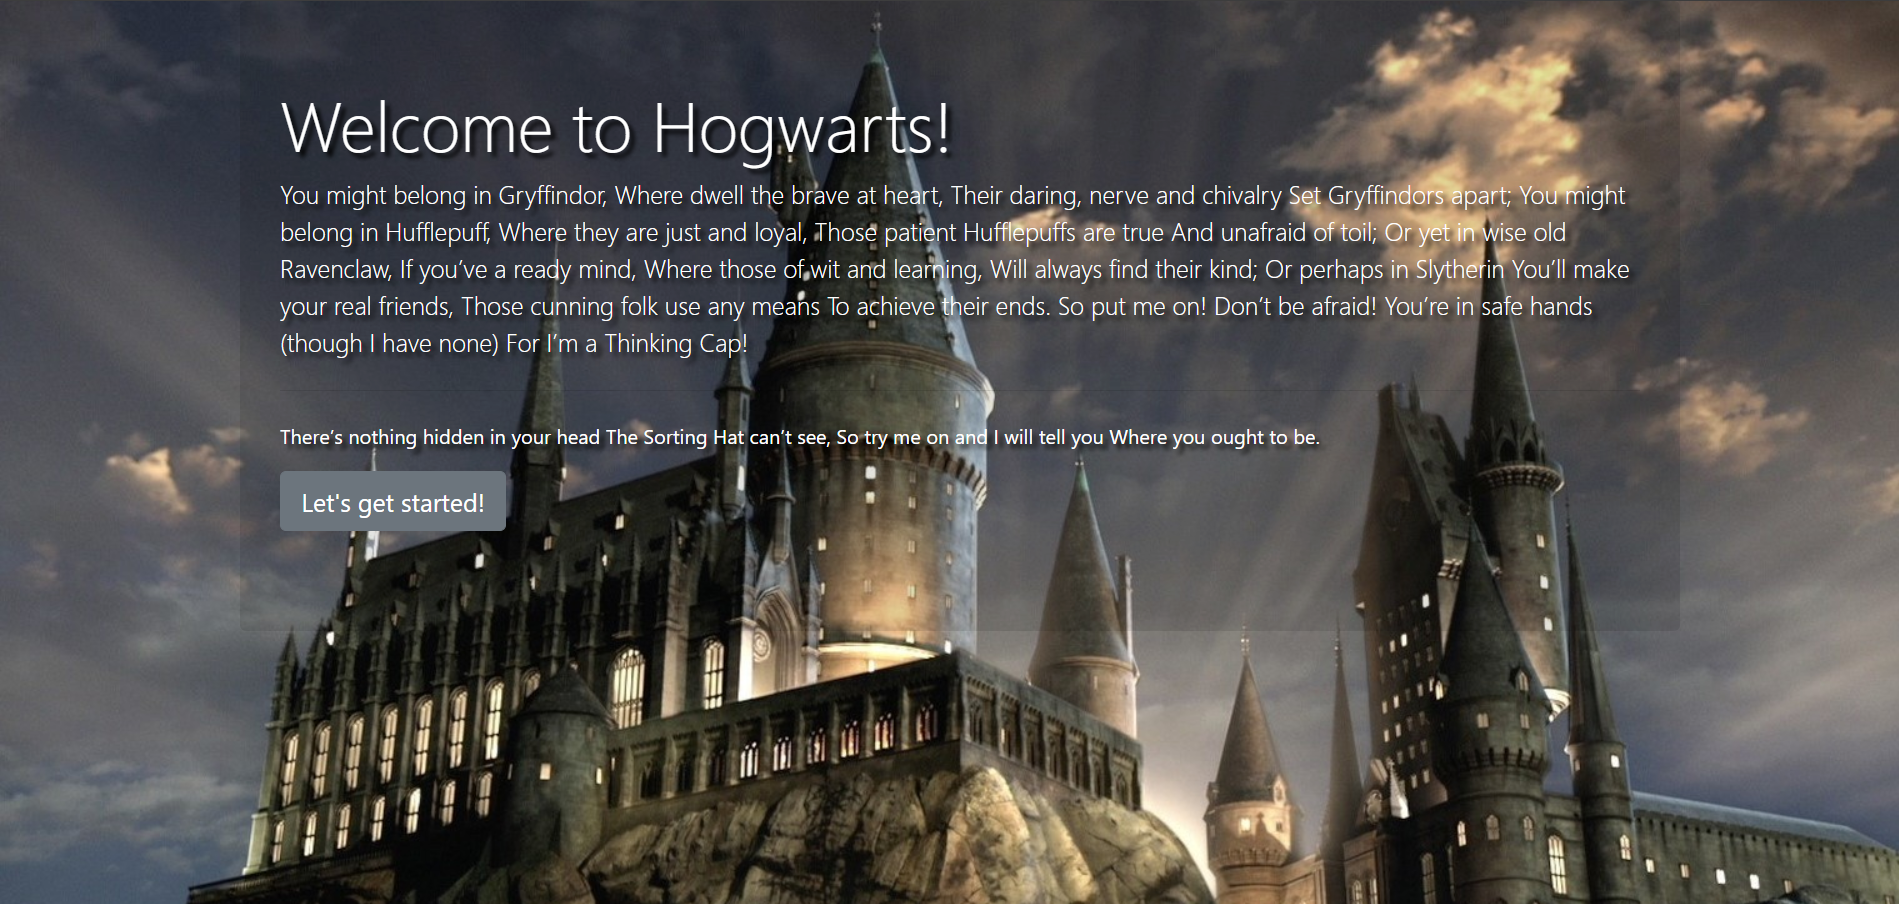 Welcome to Hogwarts!
You might belong in Gryffindor, Where dwell the brave at heart, Their daring, nerve and chivalry Set Gryffindors apart; You might
belong in Hufflepuff, Where they are just and loyal, Those patient Hufflepuffs are true And unafraid of toil; Or yet in wise old
Ravenclaw, If you’ve a ready mind, Where those of wit and learning, Will always find their kind; Or perhaps in Slytherin You’ll make
your real friends, Those cunning folk use any means To achieve their ends. So put me on! Don’t be afraid! You’re in safe hands
(though I have none) For I’m a Thinking Cap!
There’s nothing hidden in your head The Sorting Hat can’t see, So try me on and I will tell you Where you ought to be.
Let's get started!